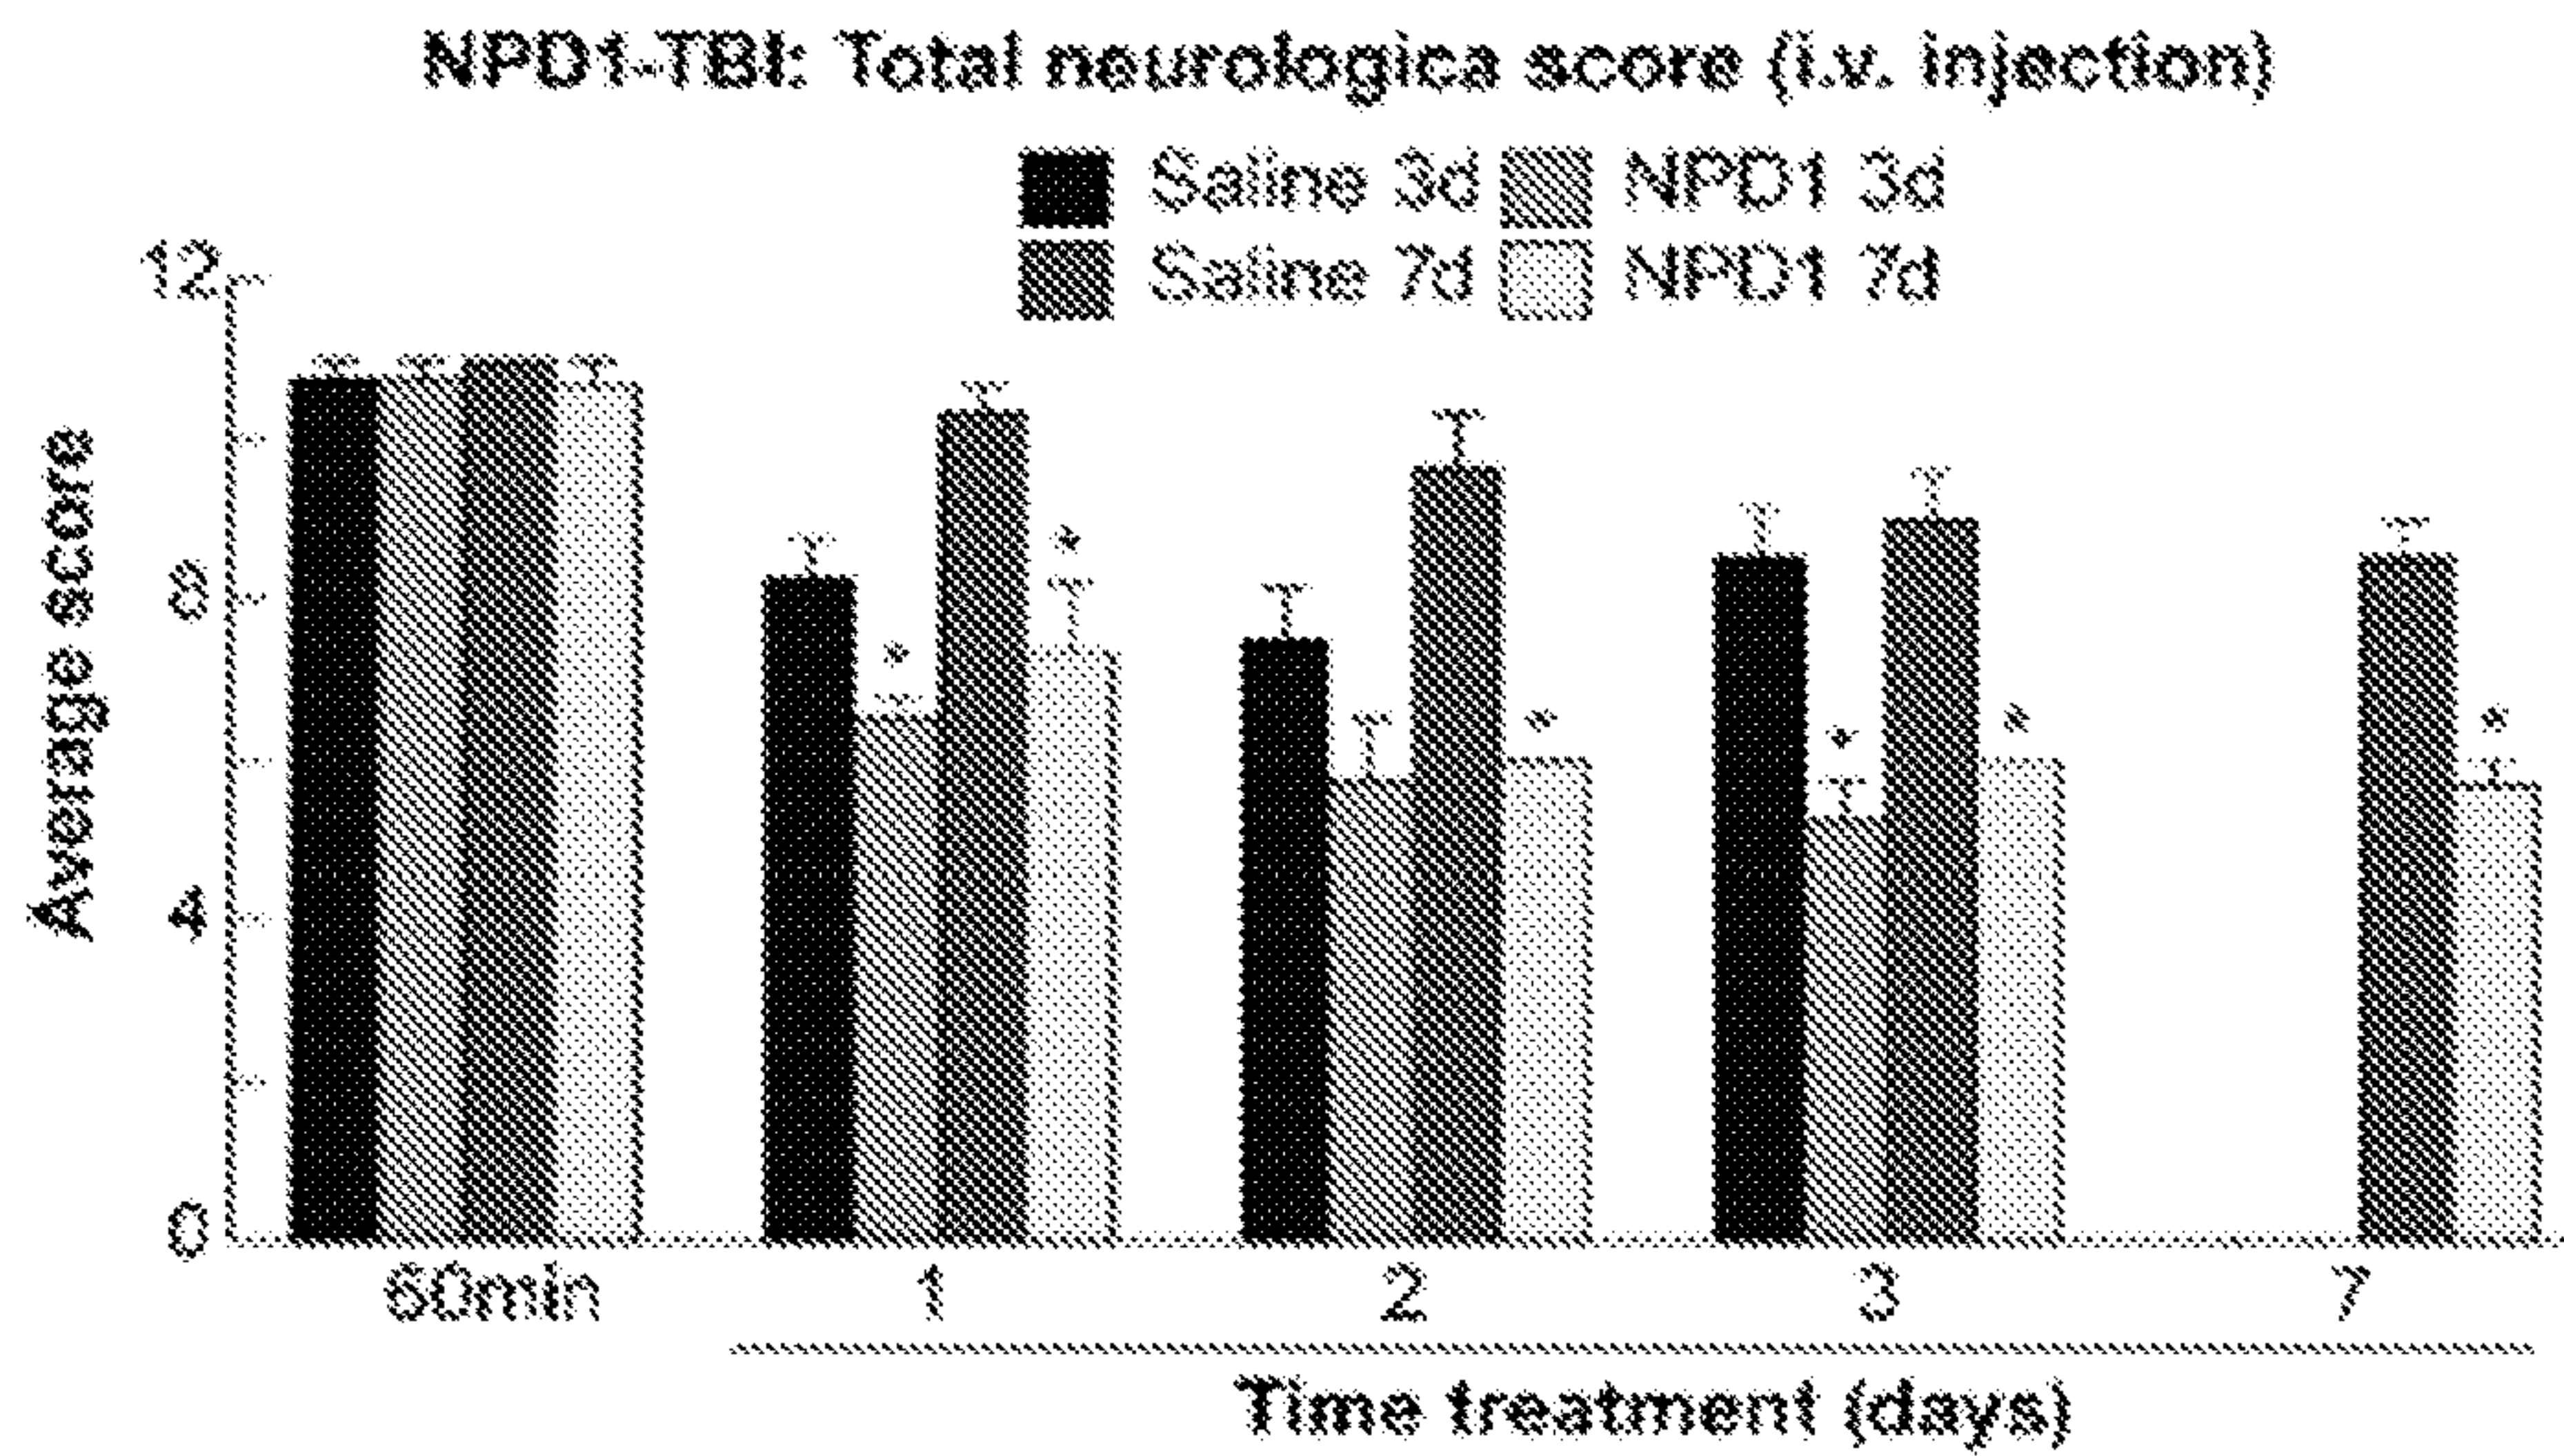 NPD1-TBI: Total neurologica score (i.v. injection)
Saline 3d NPD1 3d
Saline 7d NPD1 7d
12
8
4
0
Average score
60min 1 2 3 7
Time treatment (days)